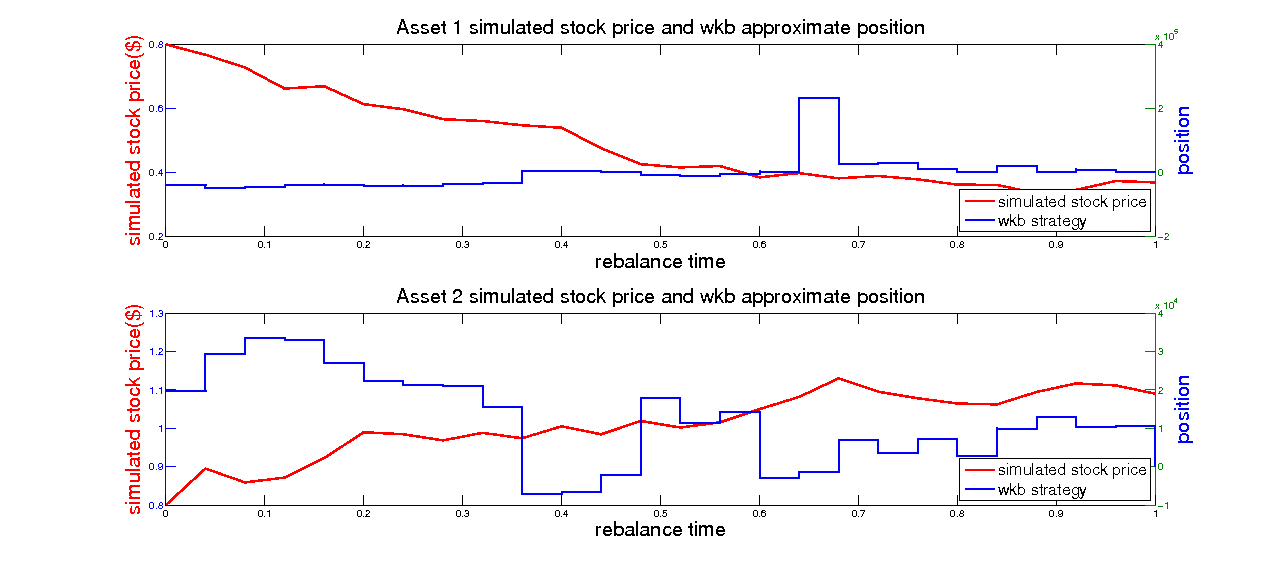 Asset 1 simulated stock price and wkb approximate position
x 10^5
simulated stock price($)
0.8
0.6
0.4
0.2
4
2
0
-2
position
simulated stock price
wkb strategy
0 0.1 0.2 0.3 0.4 0.5 0.6 0.7 0.8 0.9 1
rebalance time
Asset 2 simulated stock price and wkb approximate position
x 10^4
simulated stock price($)
1.3
1.2
1.1
1
0.9
0.8
4
3
2
1
0
-1
position
simulated stock price
wkb strategy
0 0.1 0.2 0.3 0.4 0.5 0.6 0.7 0.8 0.9 1
rebalance time